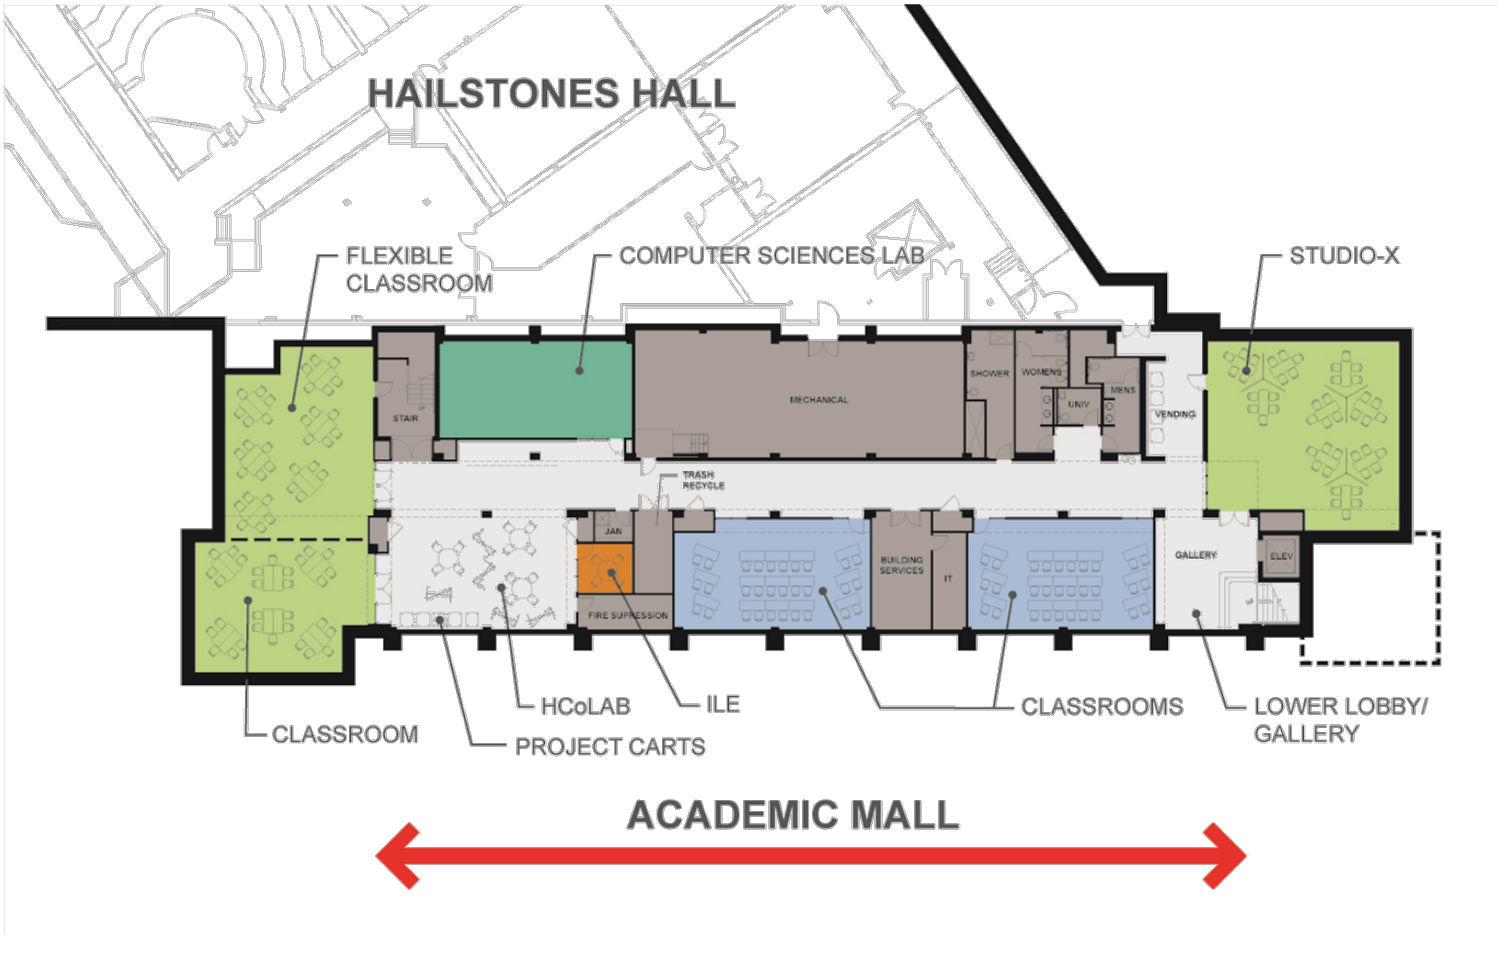 HAILSTONES HALL
FLEXIBLE
CLASSROOM
COMPUTER SCIENCES LAB
STUDIO-X
SHOWER
WOMENS
MENS
UNIV
MECHANICAL
STAIR
VENDING
TRASH
RECYCLE
JAN
BUILDING
SERVICES
IT
GALLERY
ELEV
FIRE SUPRESSION
HCoLAB
ILE
CLASSROOMS
LOWER LOBBY/
GALLERY
CLASSROOM
PROJECT CARTS
ACADEMIC MALL